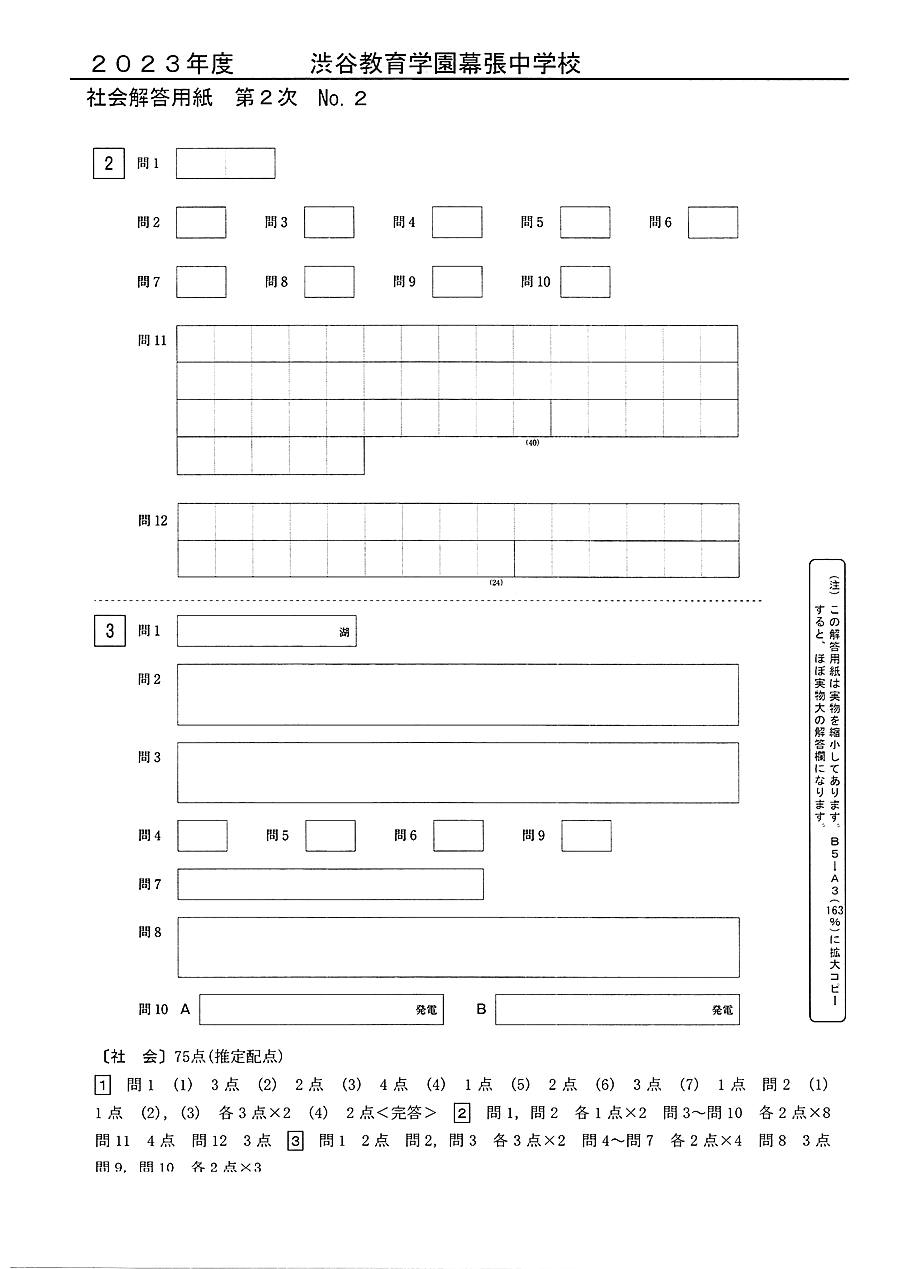 2023年度 渋谷教育学園幕張中学校
社会解答用紙 第2次 No.2
2 問1
問2 問3 問4 問5 問6
問7 問8 問9 問10
問11
(40)
問12
(24)
3 問1 湖
問2
問3
問4 問5 問6 問9
問7
問8
問10 A 発電 B 発電
(注) この解答用紙は実物を縮小してあります。B5→A3(163%)に拡大コピー
すると、ほぼ実物大の解答欄になります。
〔社 会〕75点(推定配点)
1 問1 (1) 3点 (2) 2点 (3) 4点 (4) 1点 (5) 2点 (6) 3点 (7) 1点 問2 (1)
1点 (2),(3) 各3点×2 (4) 2点<完答> 2 問1,問2 各1点×2 問3~問10 各2点×8
問11 4点 問12 3点 3 問1 2点 問2,問3 各3点×2 問4~問7 各2点×4 問8 3点
問9,問10 各2点×3